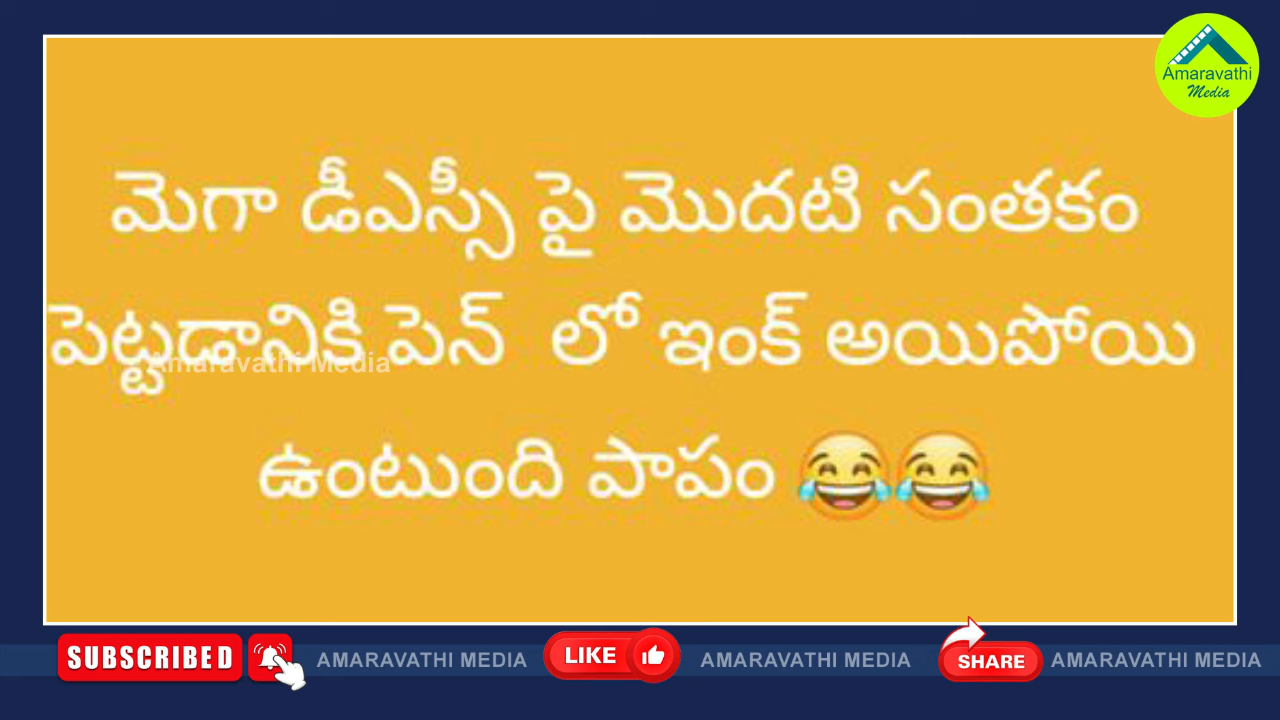 Amaravathi
Media
మెగా డీఎస్సీ పై మొదటి సంతకం
పెట్టడానికి పెన్ లో ఇంక్ అయిపోయి
Amaravathi Media
ఉంటుంది పాపం 😂😂
SUBSCRIBED AMARAVATHI MEDIA LIKE AMARAVATHI MEDIA SHARE AMARAVATHI MEDIA